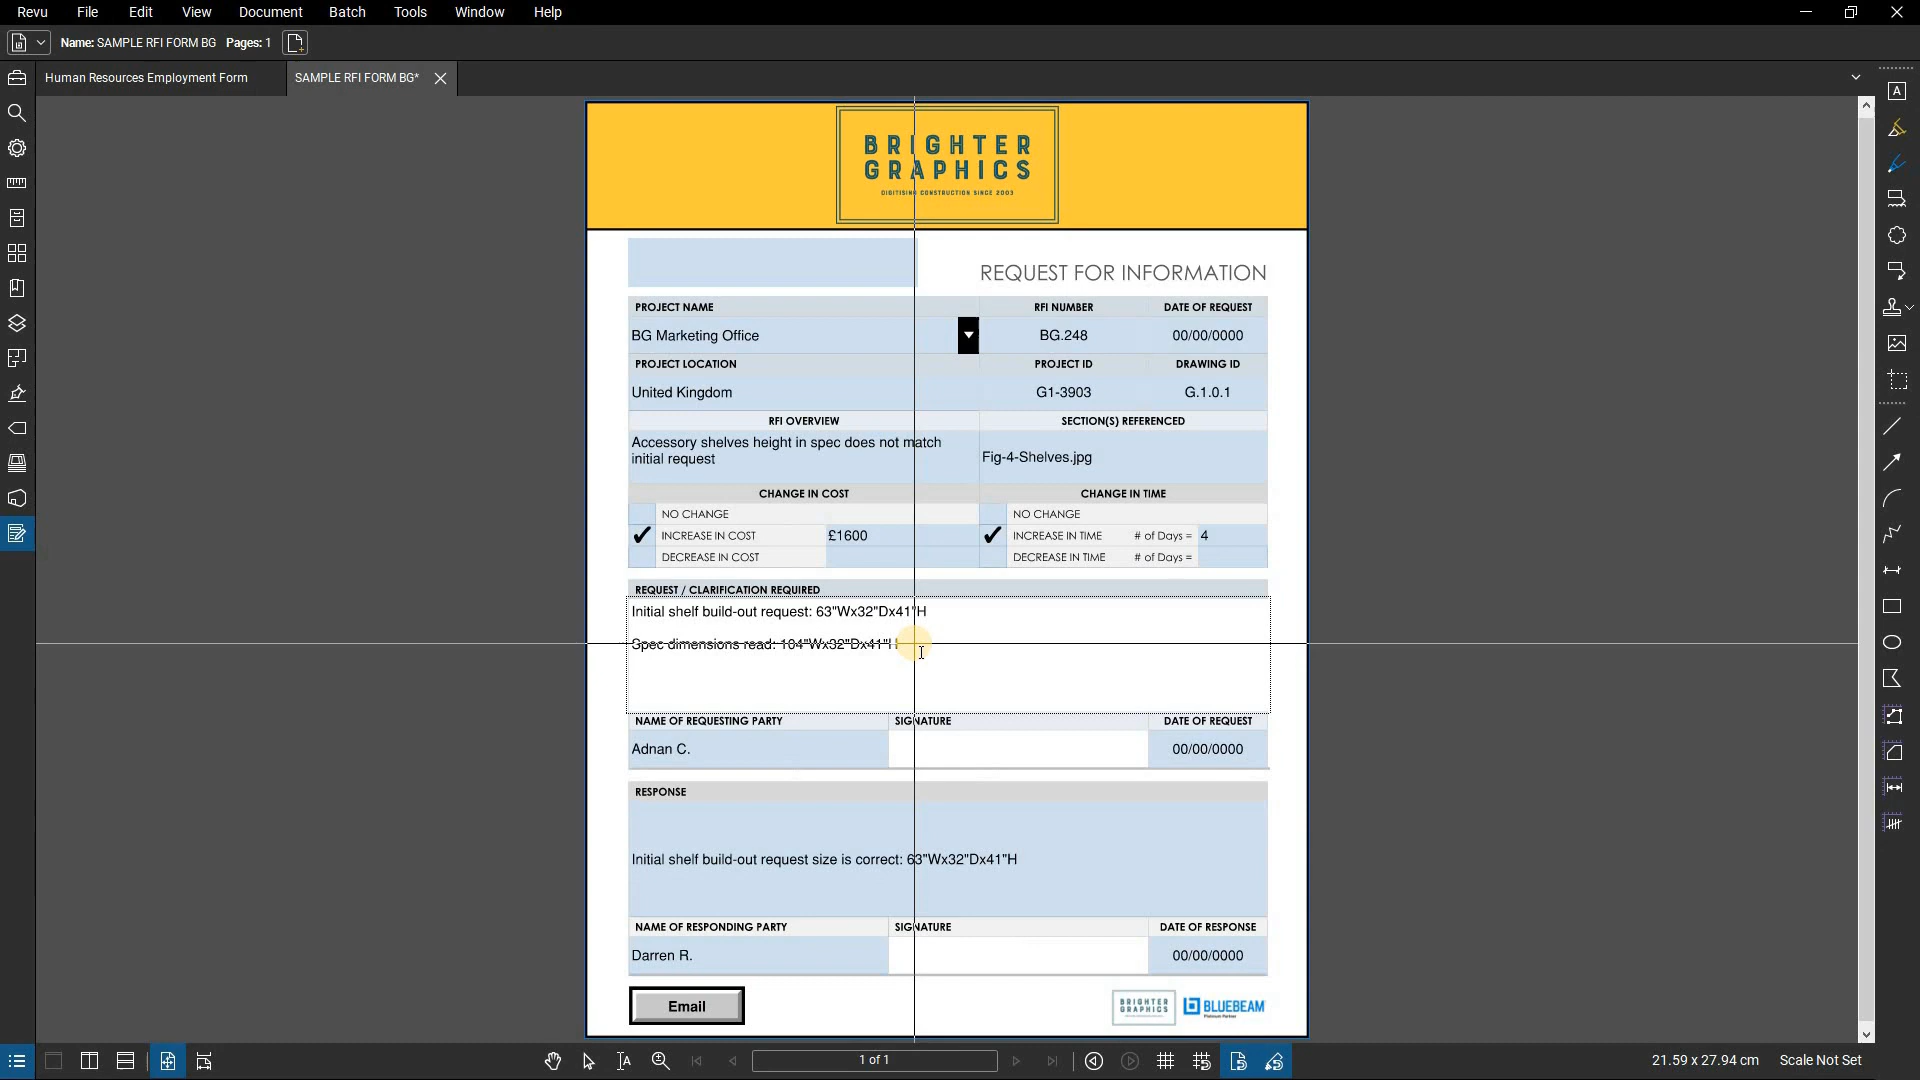 Revu File Edit View Document Batch Tools Window Help
Name: SAMPLE RFI FORM BG Pages: 1
Human Resources Employment Form SAMPLE RFI FORM BG*
BRIGHTER
GRAPHICS
DIGITISING CONSTRUCTION SINCE 2003
REQUEST FOR INFORMATION
PROJECT NAME RFI NUMBER DATE OF REQUEST
BG Marketing Office BG.248 00/00/0000
PROJECT LOCATION PROJECT ID DRAWING ID
United Kingdom G1-3903 G.1.0.1
RFI OVERVIEW SECTION(S) REFERENCED
Accessory shelves height in spec does not match
initial request
Fig-4-Shelves.jpg
CHANGE IN COST CHANGE IN TIME
NO CHANGE NO CHANGE
✓ INCREASE IN COST £1600 ✓ INCREASE IN TIME # of Days = 4
DECREASE IN COST DECREASE IN TIME # of Days =
REQUEST / CLARIFICATION REQUIRED
Initial shelf build-out request: 63"Wx32"Dx41"H
Spec dimensions read: 104"Wx32"Dx41"H
NAME OF REQUESTING PARTY SIGNATURE DATE OF REQUEST
Adnan C. 00/00/0000
RESPONSE
Initial shelf build-out request size is correct: 63"Wx32"Dx41"H
NAME OF RESPONDING PARTY SIGNATURE DATE OF RESPONSE
Darren R. 00/00/0000
Email
BRIGHTER
GRAPHICS
BLUEBEAM
Platinum Partner
1 of 1 21.59 x 27.94 cm Scale Not Set